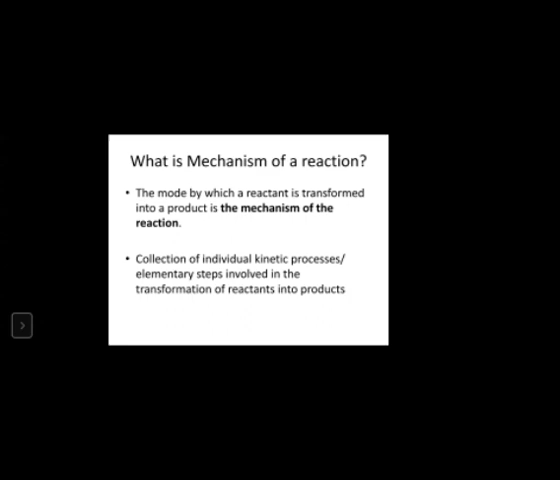 What is Mechanism of a reaction?
• The mode by which a reactant is transformed
into a product is the mechanism of the
reaction.
• Collection of individual kinetic processes/
elementary steps involved in the
transformation of reactants into products